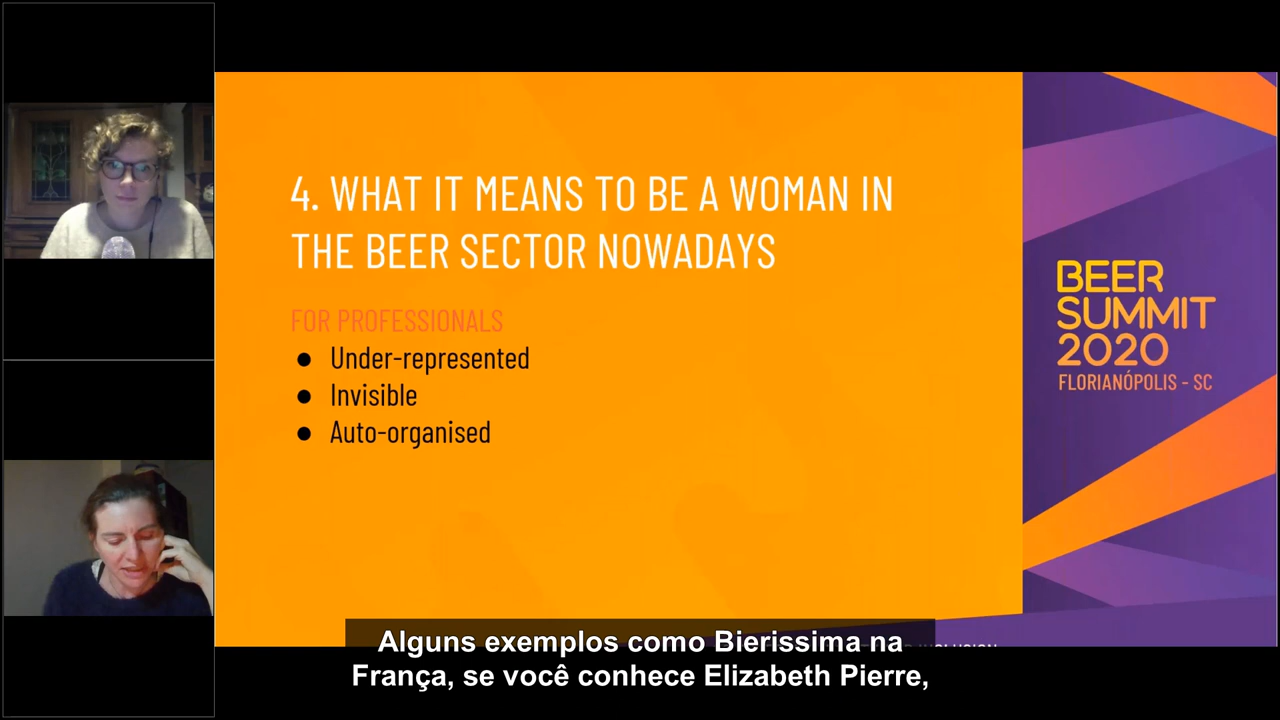 4. WHAT IT MEANS TO BE A WOMAN IN
THE BEER SECTOR NOWADAYS
FOR PROFESSIONALS
● Under-represented
● Invisible
● Auto-organised
BEER
SUMMIT
2020
FLORIANÓPOLIS - SC
INCLUSION
Alguns exemplos como Bierissima na
França, se você conhece Elizabeth Pierre,